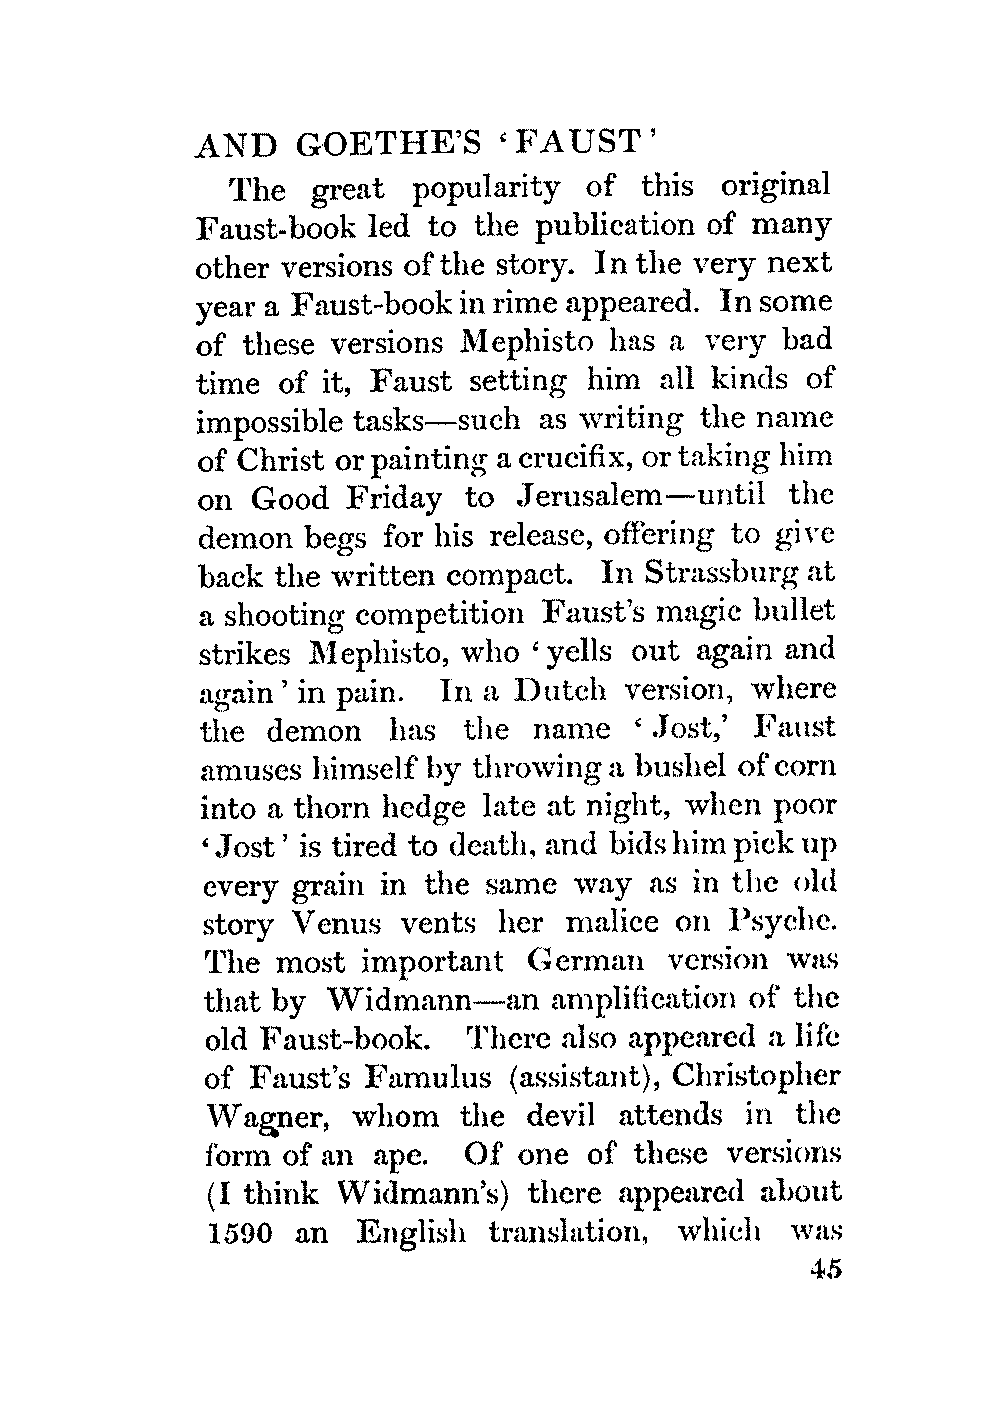 AND GOETHE'S ‘FAUST’
The great popularity of this original
Faust-book led to the publication of many
other versions of the story. In the very next
year a Faust-book in rime appeared. In some
of these versions Mephisto has a very bad
time of it, Faust setting him all kinds of
impossible tasks—such as writing the name
of Christ or painting a crucifix, or taking him
on Good Friday to Jerusalem—until the
demon begs for his release, offering to give
back the written compact. In Strassburg at
a shooting competition Faust's magic bullet
strikes Mephisto, who ‘yells out again and
again’ in pain. In a Dutch version, where
the demon has the name ‘Jost,’ Faust
amuses himself by throwing a bushel of corn
into a thorn hedge late at night, when poor
‘Jost’ is tired to death, and bids him pick up
every grain in the same way as in the old
story Venus vents her malice on Psyche.
The most important German version was
that by Widmann—an amplification of the
old Faust-book. There also appeared a life
of Faust's Famulus (assistant), Christopher
Wagner, whom the devil attends in the
form of an ape. Of one of these versions
(I think Widmann's) there appeared about
1590 an English translation, which was
45